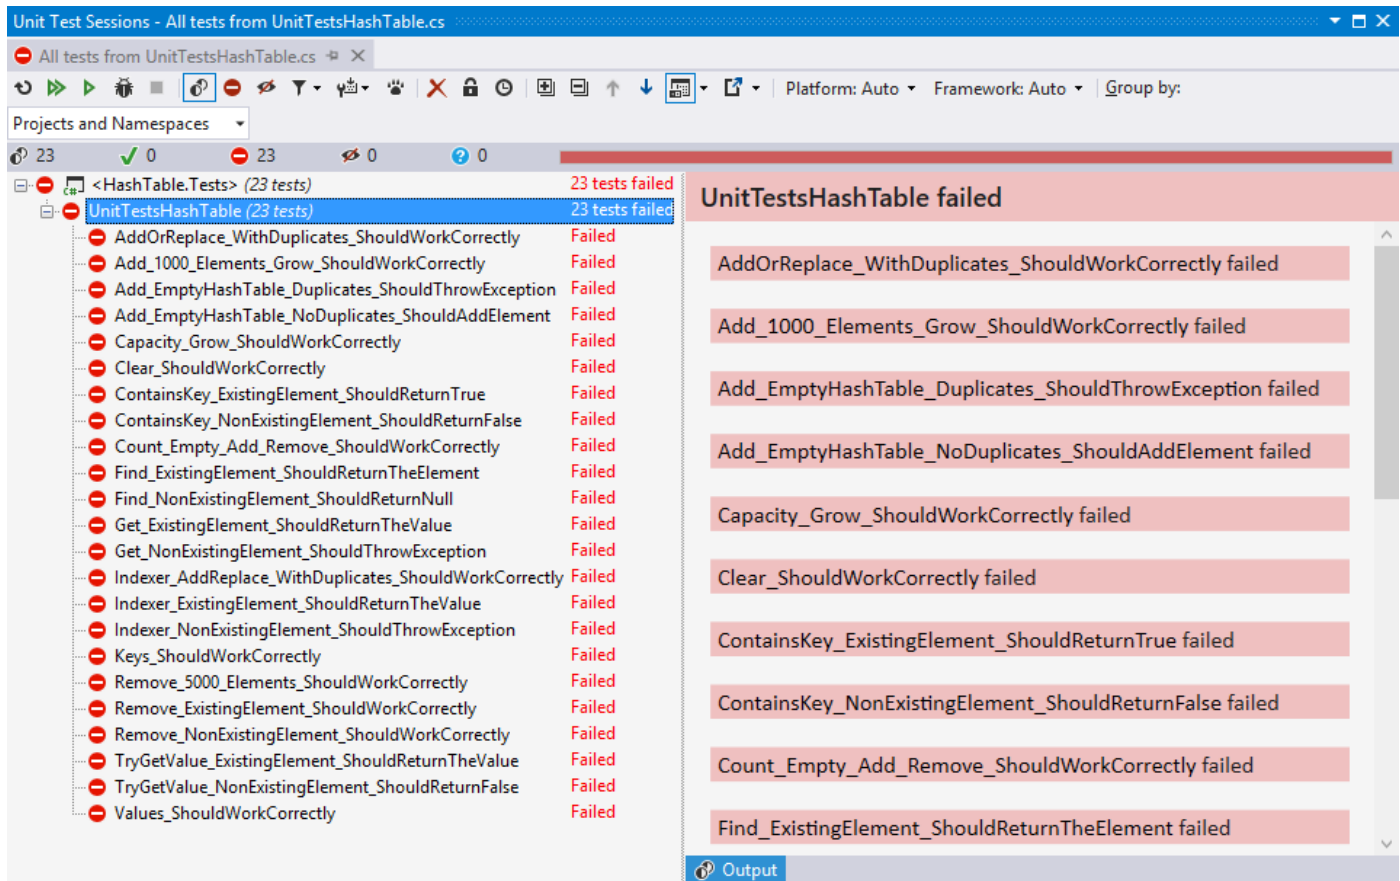 Unit Test Sessions - All tests from UnitTestsHashTable.cs
All tests from UnitTestsHashTable.cs
Platform: Auto Framework: Auto Group by:
Projects and Namespaces
23 0 23 0 0
<HashTable.Tests> (23 tests) 23 tests failed
UnitTestsHashTable (23 tests) 23 tests failed
AddOrReplace_WithDuplicates_ShouldWorkCorrectly Failed
Add_1000_Elements_Grow_ShouldWorkCorrectly Failed
Add_EmptyHashTable_Duplicates_ShouldThrowException Failed
Add_EmptyHashTable_NoDuplicates_ShouldAddElement Failed
Capacity_Grow_ShouldWorkCorrectly Failed
Clear_ShouldWorkCorrectly Failed
ContainsKey_ExistingElement_ShouldReturnTrue Failed
ContainsKey_NonExistingElement_ShouldReturnFalse Failed
Count_Empty_Add_Remove_ShouldWorkCorrectly Failed
Find_ExistingElement_ShouldReturnTheElement Failed
Find_NonExistingElement_ShouldReturnNull Failed
Get_ExistingElement_ShouldReturnTheValue Failed
Get_NonExistingElement_ShouldThrowException Failed
Indexer_AddReplace_WithDuplicates_ShouldWorkCorrectly Failed
Indexer_ExistingElement_ShouldReturnTheValue Failed
Indexer_NonExistingElement_ShouldThrowException Failed
Keys_ShouldWorkCorrectly Failed
Remove_5000_Elements_ShouldWorkCorrectly Failed
Remove_ExistingElement_ShouldWorkCorrectly Failed
Remove_NonExistingElement_ShouldWorkCorrectly Failed
TryGetValue_ExistingElement_ShouldReturnTheValue Failed
TryGetValue_NonExistingElement_ShouldReturnFalse Failed
Values_ShouldWorkCorrectly Failed
UnitTestsHashTable failed
AddOrReplace_WithDuplicates_ShouldWorkCorrectly failed
Add_1000_Elements_Grow_ShouldWorkCorrectly failed
Add_EmptyHashTable_Duplicates_ShouldThrowException failed
Add_EmptyHashTable_NoDuplicates_ShouldAddElement failed
Capacity_Grow_ShouldWorkCorrectly failed
Clear_ShouldWorkCorrectly failed
ContainsKey_ExistingElement_ShouldReturnTrue failed
ContainsKey_NonExistingElement_ShouldReturnFalse failed
Count_Empty_Add_Remove_ShouldWorkCorrectly failed
Find_ExistingElement_ShouldReturnTheElement failed
Output